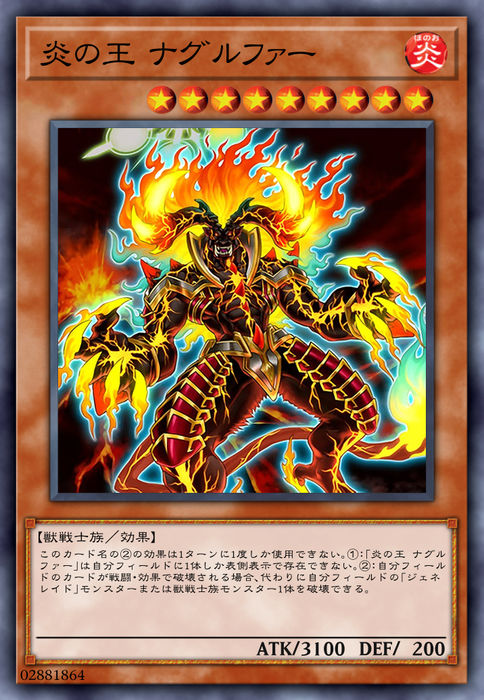 炎の王 ナグルファー
ほのお
炎
【獣戦士族／効果】
このカード名の②の効果は1ターンに1度しか使用できない。①：「炎の王 ナグル
ファー」は自分フィールドに1体しか表側表示で存在できない。②：自分フィー
ルドのカードが戦闘・効果で破壊される場合、代わりに自分フィールドの「ジェネ
レイド」モンスターまたは獣戦士族モンスター1体を破壊できる。
ATK/3100 DEF/ 200
02881864